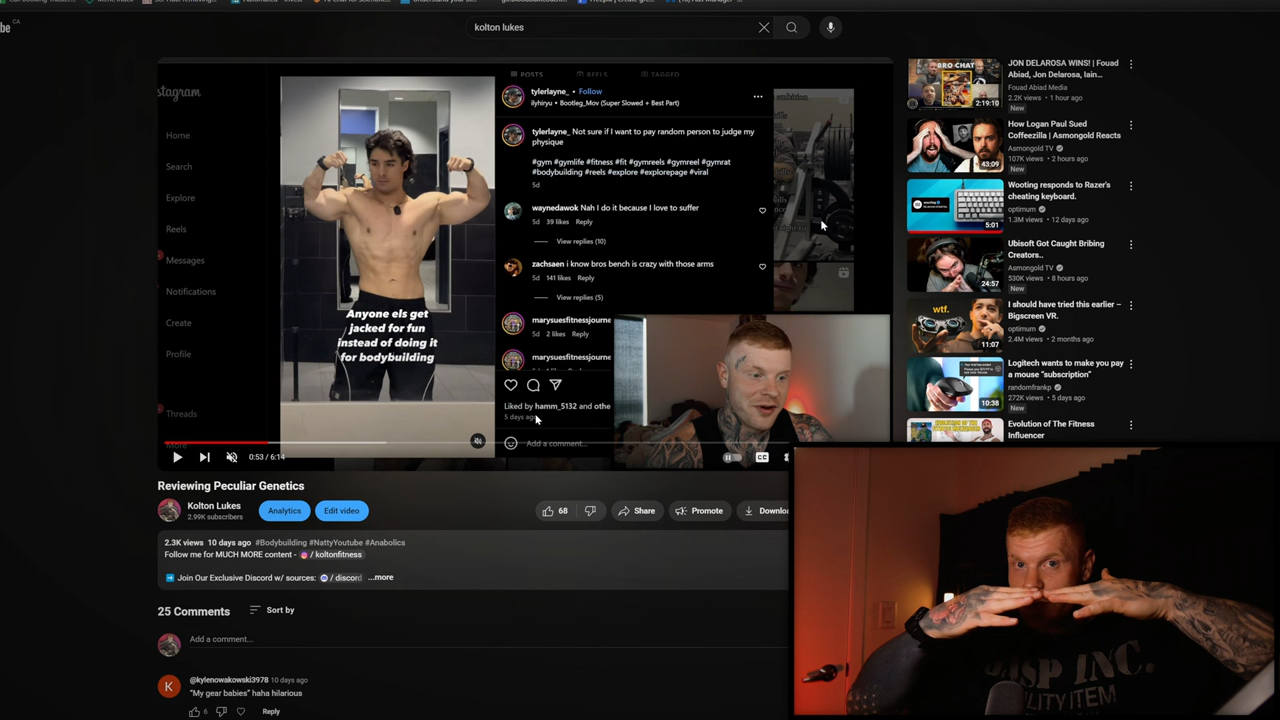 be
CA
kolton lukes
stagram
Home
Search
Explore
Reels
Messages
Notifications
Create
Profile
Threads
More
Anyone els get
jacked for fun
instead of doing it
for bodybuilding
POSTS
REELS
TAGGED
tylerlayne_ • Follow
ilyhiryu • Bootleg_Mov (Super Slowed + Best Part)
tylerlayne_ Not sure if I want to pay random person to judge my
physique
#gym #gymlife #fitness #fit #gymreels #gymreel #gymrat
#bodybuilding #reels #explore #explorepage #viral
5d
waynedawok Nah I do it because I love to suffer
5d 39 likes Reply
View replies (10)
zachsaen i know bros bench is crazy with those arms
5d 141 likes Reply
View replies (5)
marysuesfitnessjourne
5d 2 likes Reply
marysuesfitnessjourne
Liked by hamm_5132 and othe
5 days ago
Add a comment...
0:53 / 6:14
CC
Reviewing Peculiar Genetics
Kolton Lukes
2.99K subscribers
Analytics
Edit video
68
Share
Promote
Downloa
2.3K views 10 days ago #Bodybuilding #NattyYoutube #Anabolics
Follow me for MUCH MORE content - / koltonfitness
Join Our Exclusive Discord w/ sources: / discord ...more
25 Comments
Sort by
Add a comment...
K
@kylenowakowski3978 10 days ago
“My gear babies” haha hilarious
6
Reply
BRO CHAT
2:19:10
JON DELAROSA WINS! | Fouad
Abiad, Jon Delarosa, Iain...
Fouad Abiad Media
2.2K views • 1 hour ago
New
43:09
How Logan Paul Sued
Coffeezilla | Asmongold Reacts
Asmongold TV
107K views • 2 hours ago
New
5:01
Wooting responds to Razer's
cheating keyboard.
optimum
1.3M views • 12 days ago
24:57
Ubisoft Got Caught Bribing
Creators..
Asmongold TV
530K views • 8 hours ago
New
wtf.
11:07
I should have tried this earlier –
Bigscreen VR.
optimum
2.4M views • 2 months ago
10:38
Logitech wants to make you pay
a mouse “subscription”
randomfrankp
272K views • 5 days ago
New
Evolution of The Fitness
Influencer
INC.
ILITY ITEM